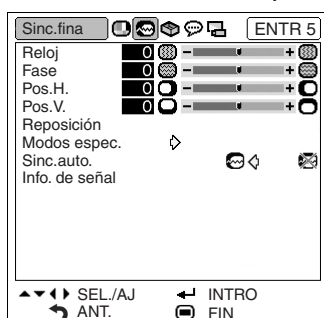 Sinc.fina ENTR 5
Reloj 0 - +
Fase 0 - +
Pos.H. 0 - +
Pos.V. 0 - +
Reposición
Modos espec.
Sinc.auto.
Info. de señal
SEL./AJ INTRO
ANT. FIN